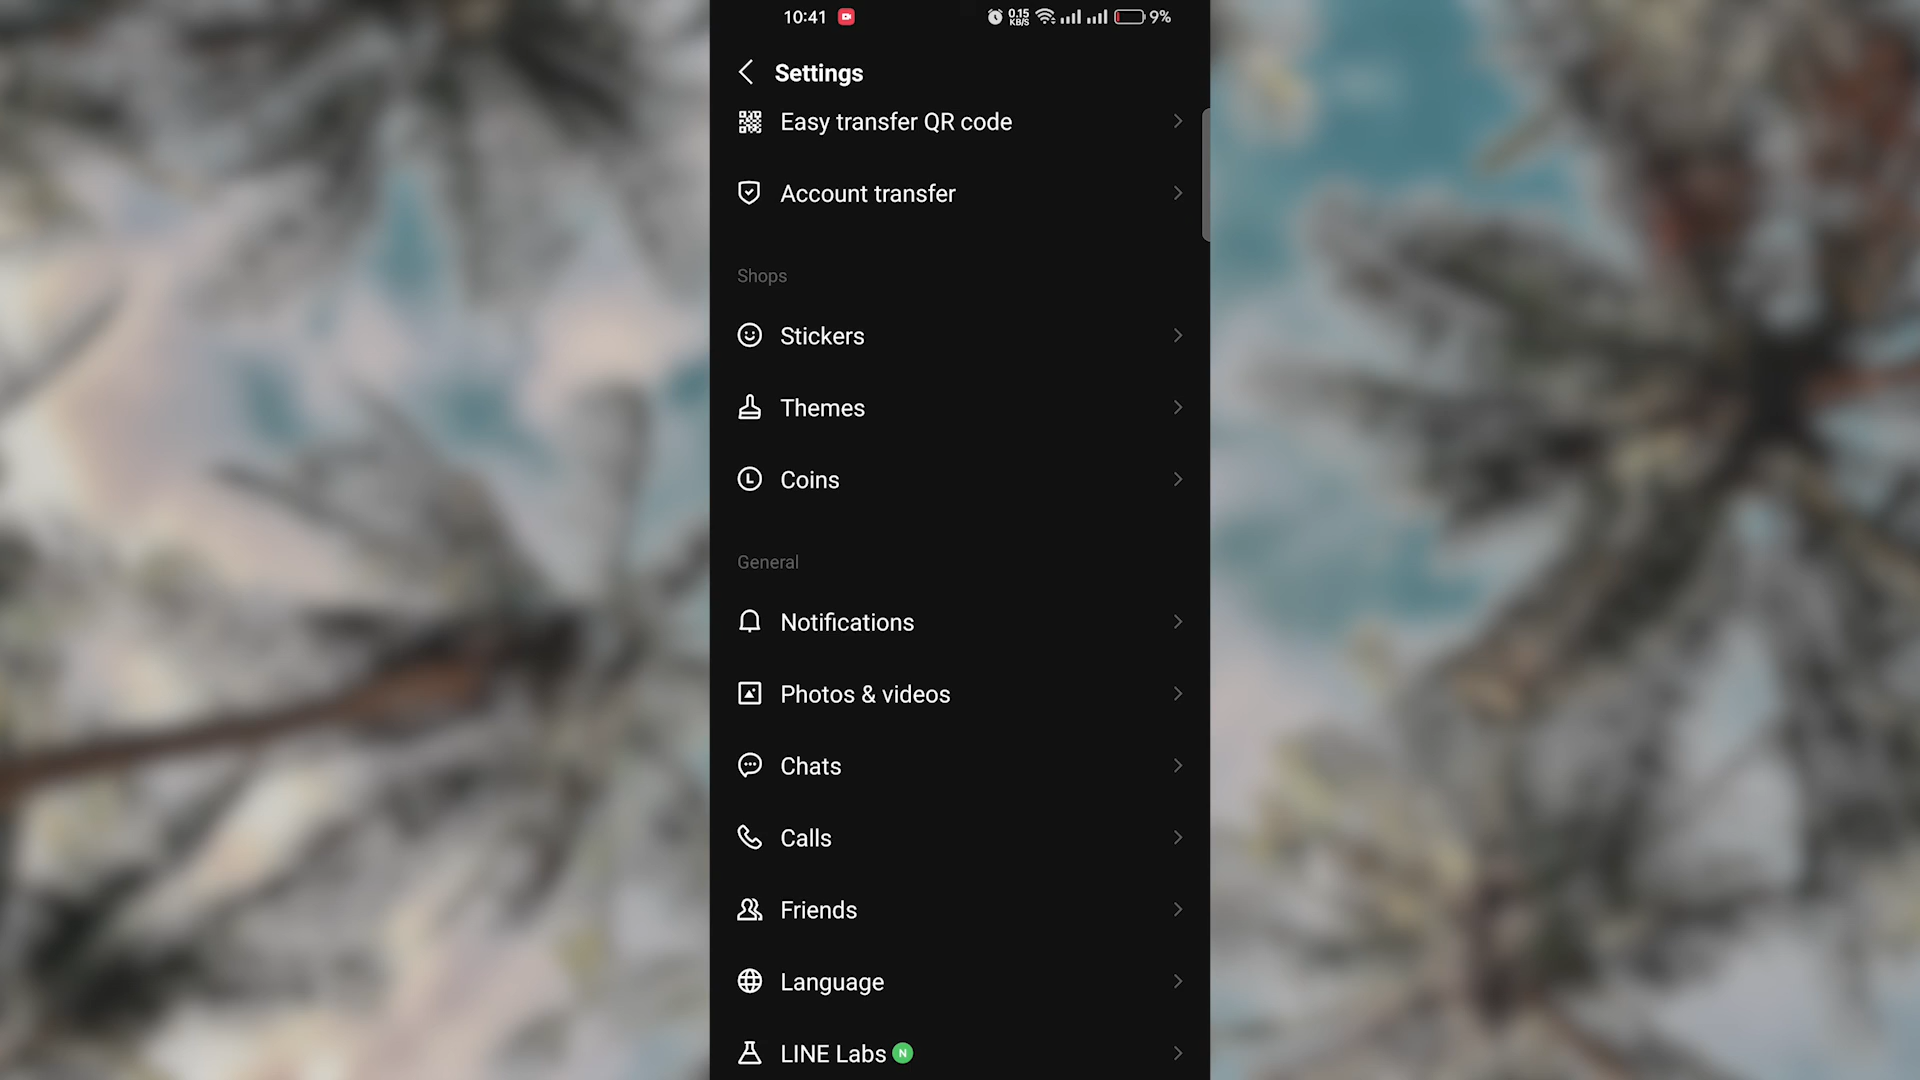 10:41 0.15 KB/S 9%
Settings
Easy transfer QR code
Account transfer
Shops
Stickers
Themes
L Coins
General
Notifications
Photos & videos
Chats
Calls
Friends
Language
LINE Labs N